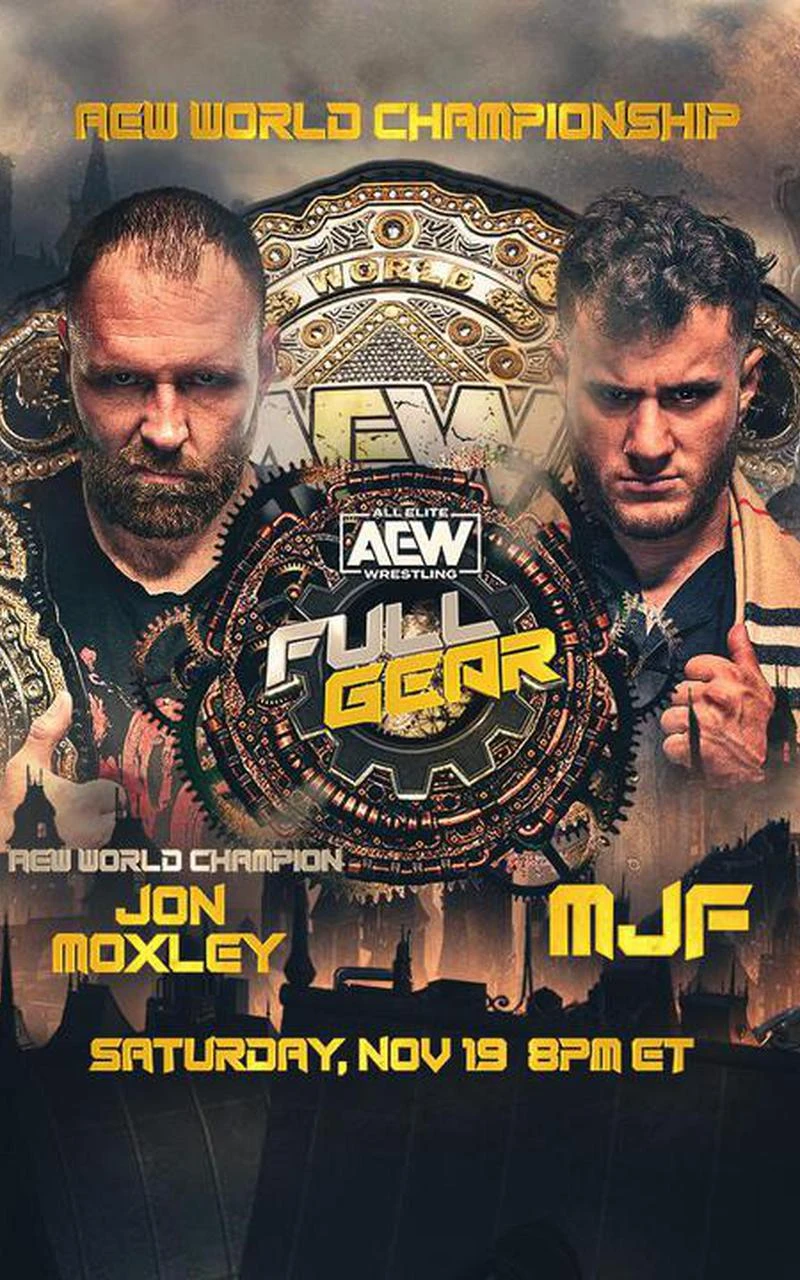 AEW WORLD CHAMPIONSHIP
WORLD
AEW
ALL ELITE
AEW
WRESTLING
FULL
GEAR
AEW WORLD CHAMPION
JON
MOXLEY
MJF
SATURDAY, NOV 19 8PM ET